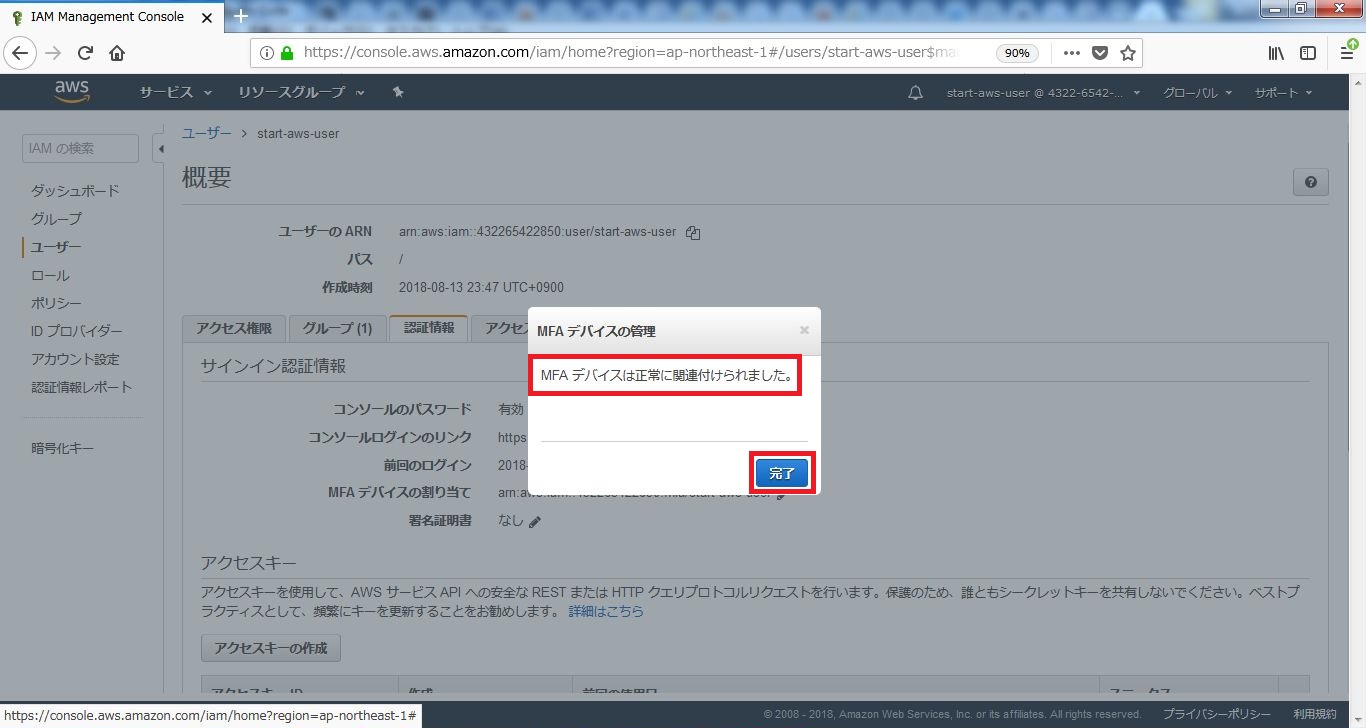 IAM Management Console
https://console.aws.amazon.com/iam/home?region=ap-northeast-1#/users/start-aws-user$ma
90%
aws
サービス
リソースグループ
start-aws-user @ 4322-6542-...
グローバル
サポート
IAM の検索
ダッシュボード
グループ
ユーザー
ロール
ポリシー
ID プロバイダー
アカウント設定
認証情報レポート
暗号化キー
ユーザー > start-aws-user
概要
ユーザーの ARN arn:aws:iam::432265422850:user/start-aws-user
パス /
作成時刻 2018-08-13 23:47 UTC+0900
アクセス権限
グループ (1)
認証情報
アクセス
MFA デバイスの管理
MFA デバイスは正常に関連付けられました。
完了
サインイン認証情報
コンソールのパスワード 有効
コンソールログインのリンク https
前回のログイン 2018-
MFA デバイスの割り当て arn:aws:iam::432265422850:mfa/start-aws-user
署名証明書 なし
アクセスキー
アクセスキーを使用して、AWS サービス API への安全な REST または HTTP クエリプロトコルリクエストを行います。保護のため、誰ともシークレットキーを共有しないでください。ベストプ
ラクティスとして、頻繁にキーを更新することをお勧めします。 詳細はこちら
アクセスキーの作成
アクセスキー ID 作成 前回の使用日 ステータス
https://console.aws.amazon.com/iam/home?region=ap-northeast-1#
© 2008 - 2018, Amazon Web Services, Inc. or its affiliates. All rights reserved.
プライバシーポリシー
利用規約